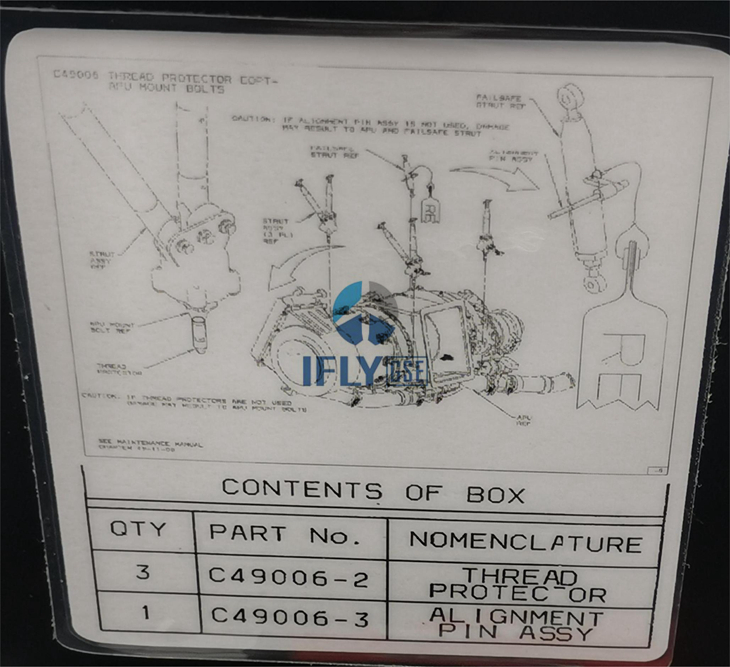 C49006 THREAD PROTECTOR EQPT-
APU MOUNT BOLTS
CAUTION: IF ALIGNMENT PIN ASSY IS NOT USED, DAMAGE
MAY RESULT TO APU AND FAILSAFE STRUT
FAILSAFE
STRUT REF
FAILSAFE
STRUT REF
ALIGNMENT
PIN ASSY
STRUT
ASSY
(3 PL)
REF
STRUT
ASSY
REF
APU MOUNT
BOLT REF
THREAD
PROTECTOR
RE
IFLY GSE
APU
REF
CAUTION: IF THREAD PROTECTORS ARE NOT USED
DAMAGE MAY RESULT TO APU MOUNT BOLTS
SEE MAINTENANCE MANUAL
CONTENTS OF BOX
QTY PART No. NOMENCLATURE
3 C49006-2 THREAD
PROTECTOR
1 C49006-3 ALIGNMENT
PIN ASSY